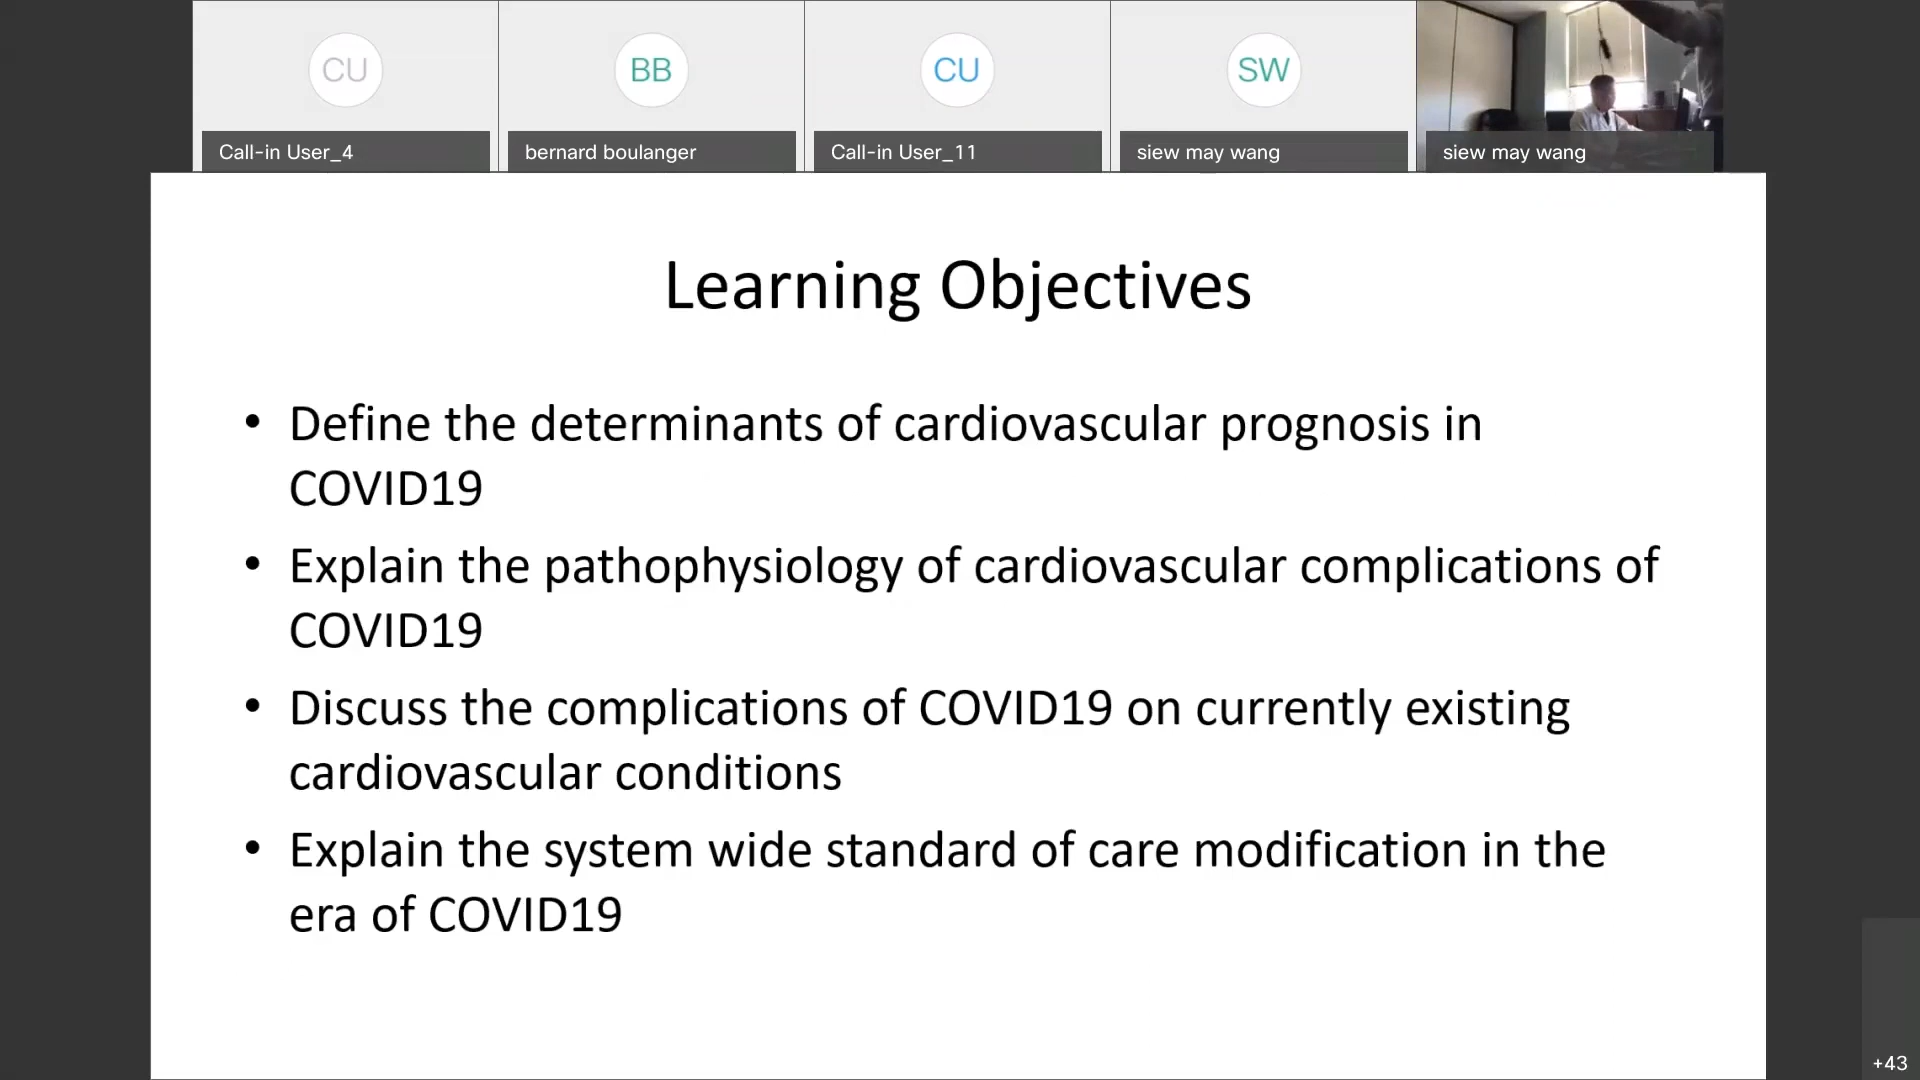 CU
BB
CU
SW
Call-in User_4
bernard boulanger
Call-in User_11
siew may wang
siew may wang
Learning Objectives
• Define the determinants of cardiovascular prognosis in
COVID19
• Explain the pathophysiology of cardiovascular complications of
COVID19
• Discuss the complications of COVID19 on currently existing
cardiovascular conditions
• Explain the system wide standard of care modification in the
era of COVID19
+43